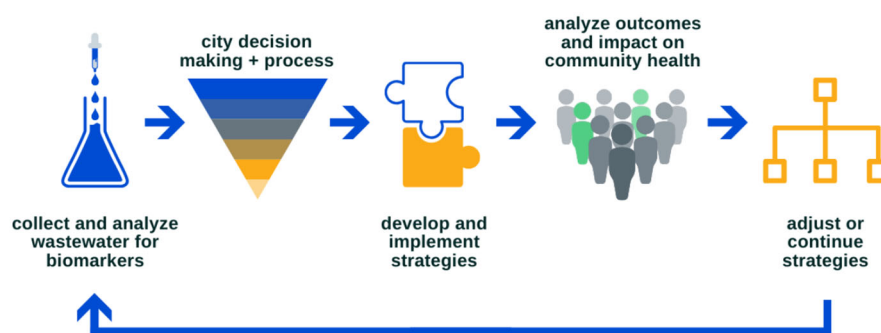 collect and analyze
wastewater for
biomarkers
city decision
making + process
develop and
implement
strategies
analyze outcomes
and impact on
community health
adjust or
continue
strategies